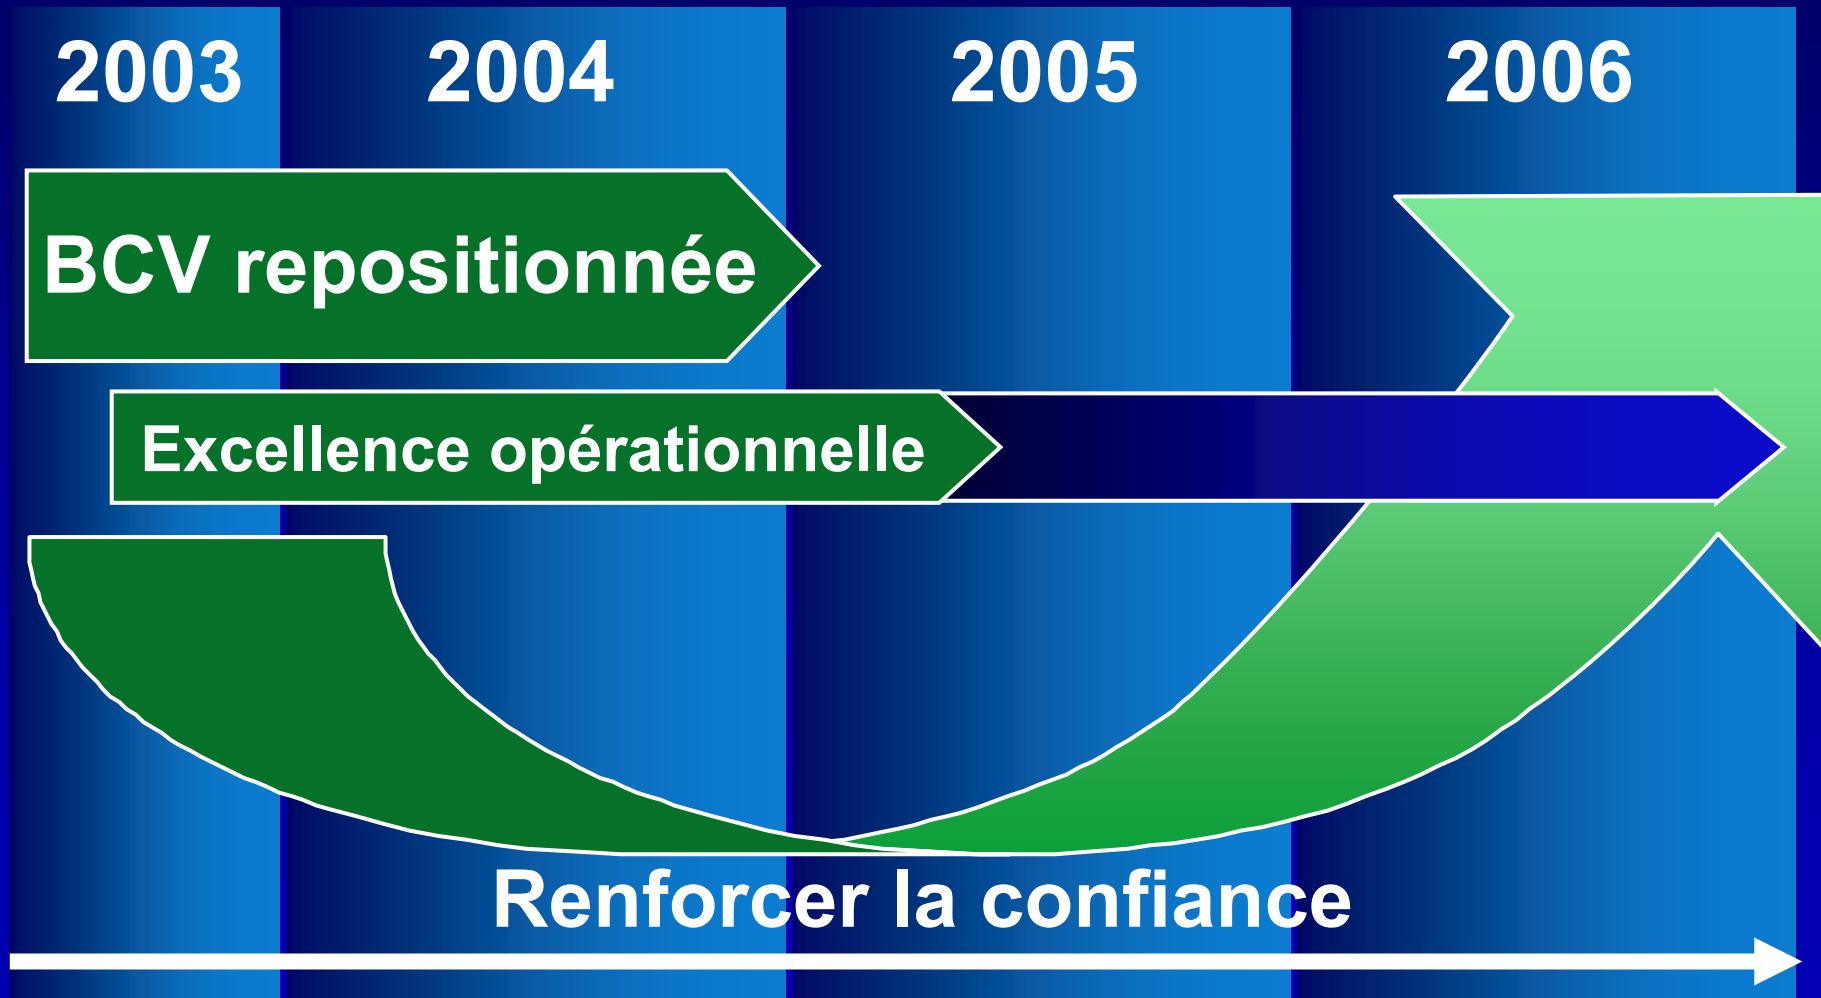 2003 2004 2005 2006
BCV repositionnée
Excellence opérationnelle
Renforcer la confiance